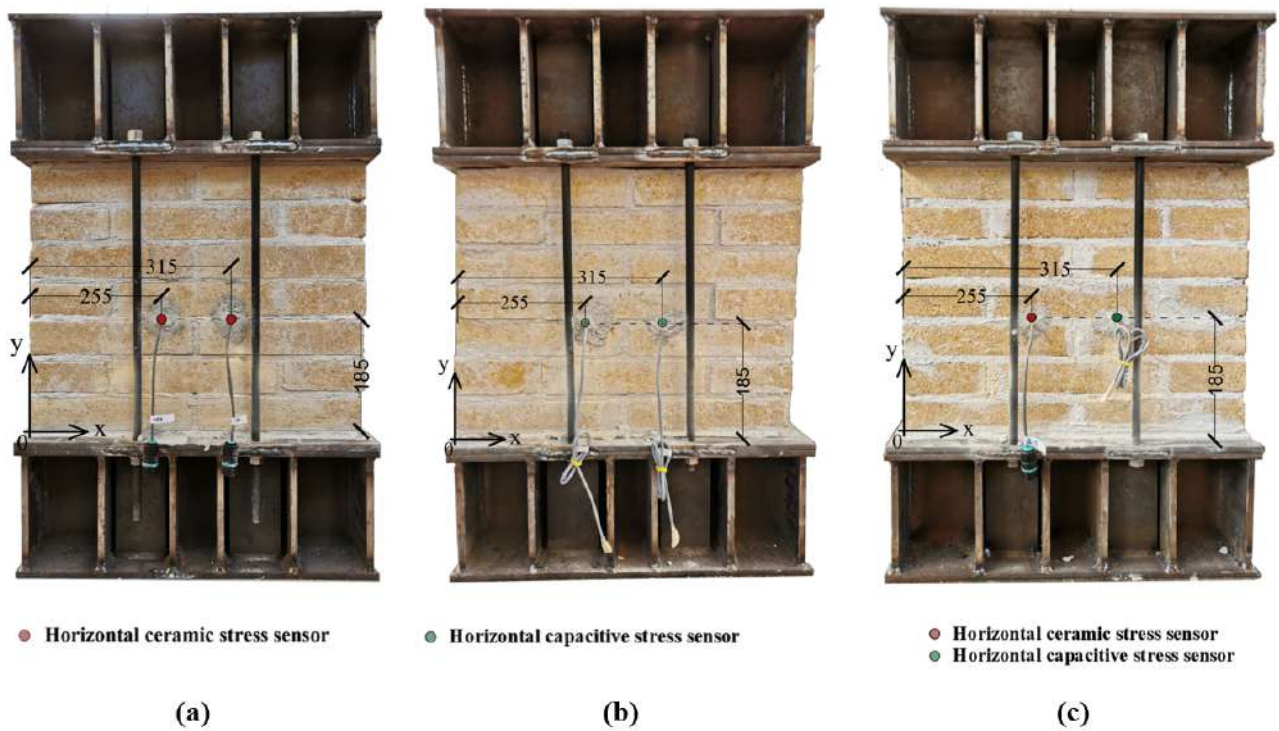 315
255
y
185
0
x
315
255
y
185
0
x
315
255
y
185
0
x
Horizontal ceramic stress sensor
Horizontal capacitive stress sensor
Horizontal ceramic stress sensor
Horizontal capacitive stress sensor
(a)
(b)
(c)